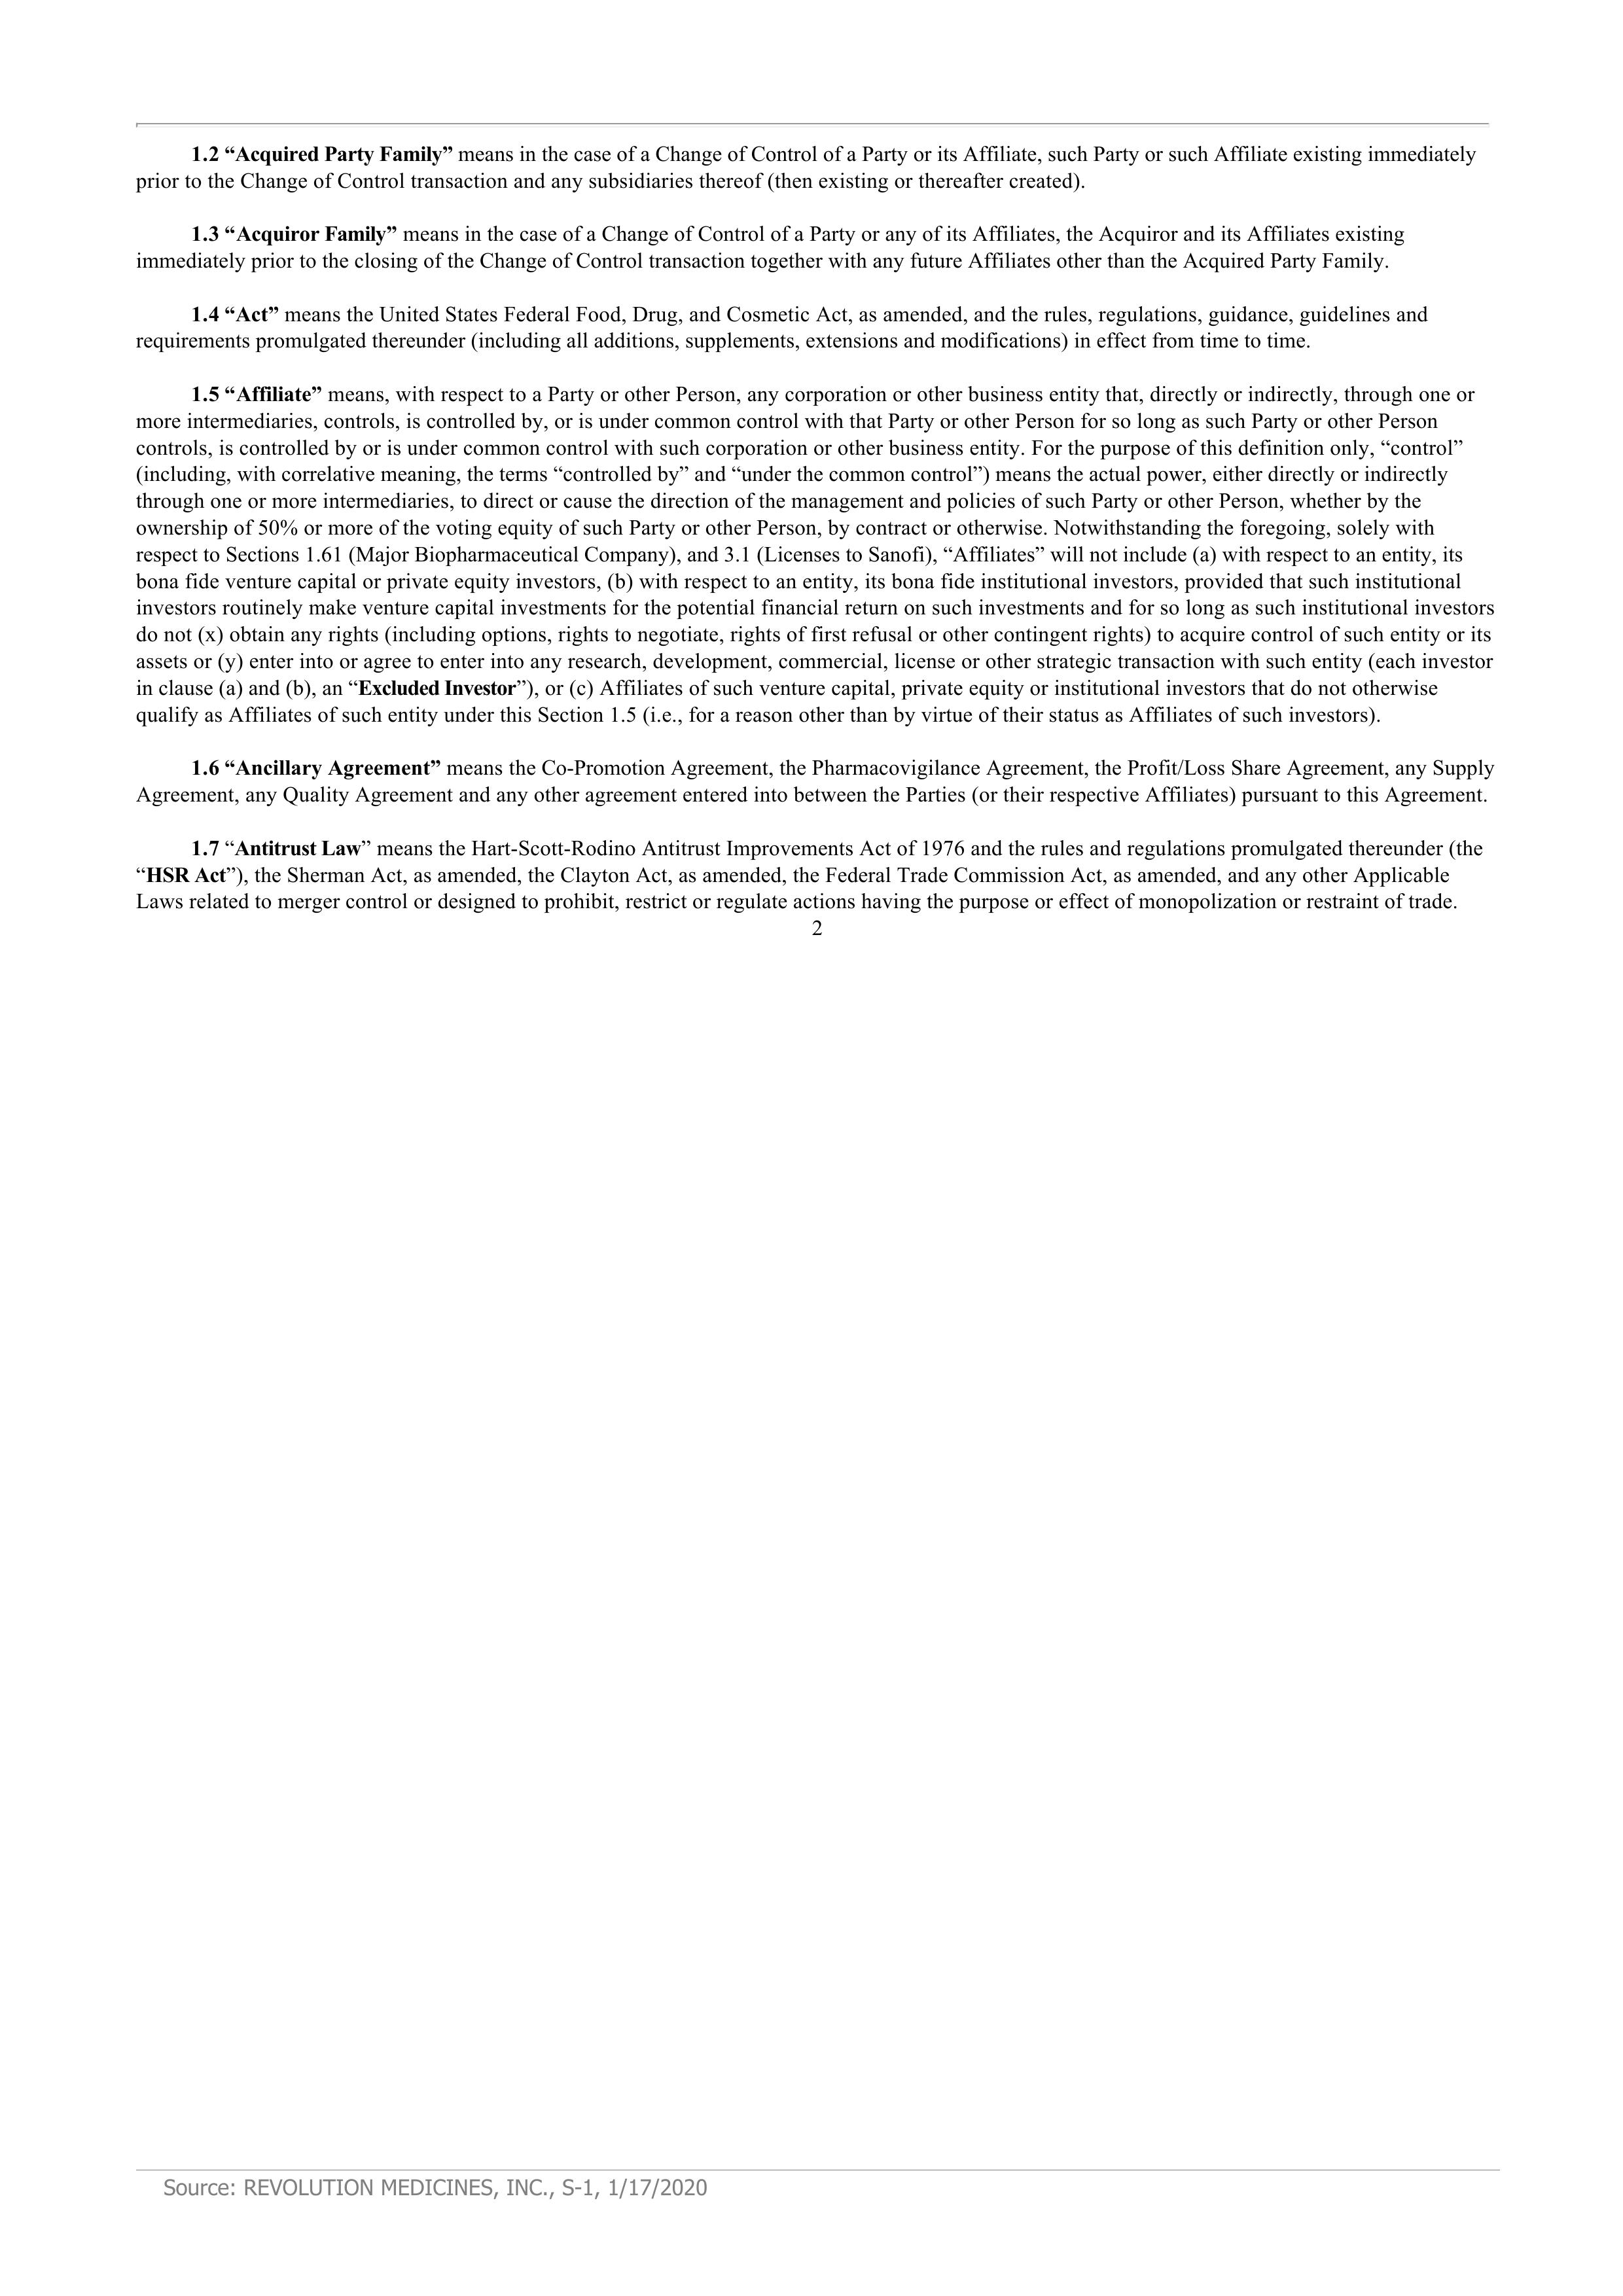 1.2 “Acquired Party Family” means in the case of a Change of Control of a Party or its Affiliate, such Party or such Affiliate existing immediately
prior to the Change of Control transaction and any subsidiaries thereof (then existing or thereafter created).
1.3 “Acquiror Family” means in the case of a Change of Control of a Party or any of its Affiliates, the Acquiror and its Affiliates existing
immediately prior to the closing of the Change of Control transaction together with any future Affiliates other than the Acquired Party Family.
1.4 “Act” means the United States Federal Food, Drug, and Cosmetic Act, as amended, and the rules, regulations, guidance, guidelines and
requirements promulgated thereunder (including all additions, supplements, extensions and modifications) in effect from time to time.
1.5 “Affiliate” means, with respect to a Party or other Person, any corporation or other business entity that, directly or indirectly, through one or
more intermediaries, controls, is controlled by, or is under common control with that Party or other Person for so long as such Party or other Person
controls, is controlled by or is under common control with such corporation or other business entity. For the purpose of this definition only, “control”
(including, with correlative meaning, the terms “controlled by” and “under the common control”) means the actual power, either directly or indirectly
through one or more intermediaries, to direct or cause the direction of the management and policies of such Party or other Person, whether by the
ownership of 50% or more of the voting equity of such Party or other Person, by contract or otherwise. Notwithstanding the foregoing, solely with
respect to Sections 1.61 (Major Biopharmaceutical Company), and 3.1 (Licenses to Sanofi), “Affiliates” will not include (a) with respect to an entity, its
bona fide venture capital or private equity investors, (b) with respect to an entity, its bona fide institutional investors, provided that such institutional
investors routinely make venture capital investments for the potential financial return on such investments and for so long as such institutional investors
do not (x) obtain any rights (including options, rights to negotiate, rights of first refusal or other contingent rights) to acquire control of such entity or its
assets or (y) enter into or agree to enter into any research, development, commercial, license or other strategic transaction with such entity (each investor
in clause (a) and (b), an “Excluded Investor”), or (c) Affiliates of such venture capital, private equity or institutional investors that do not otherwise
qualify as Affiliates of such entity under this Section 1.5 (i.e., for a reason other than by virtue of their status as Affiliates of such investors).
1.6 “Ancillary Agreement” means the Co-Promotion Agreement, the Pharmacovigilance Agreement, the Profit/Loss Share Agreement, any Supply
Agreement, any Quality Agreement and any other agreement entered into between the Parties (or their respective Affiliates) pursuant to this Agreement.
1.7 “Antitrust Law” means the Hart-Scott-Rodino Antitrust Improvements Act of 1976 and the rules and regulations promulgated thereunder (the
“HSR Act”), the Sherman Act, as amended, the Clayton Act, as amended, the Federal Trade Commission Act, as amended, and any other Applicable
Laws related to merger control or designed to prohibit, restrict or regulate actions having the purpose or effect of monopolization or restraint of trade.
2
Source: REVOLUTION MEDICINES, INC., S-1, 1/17/2020